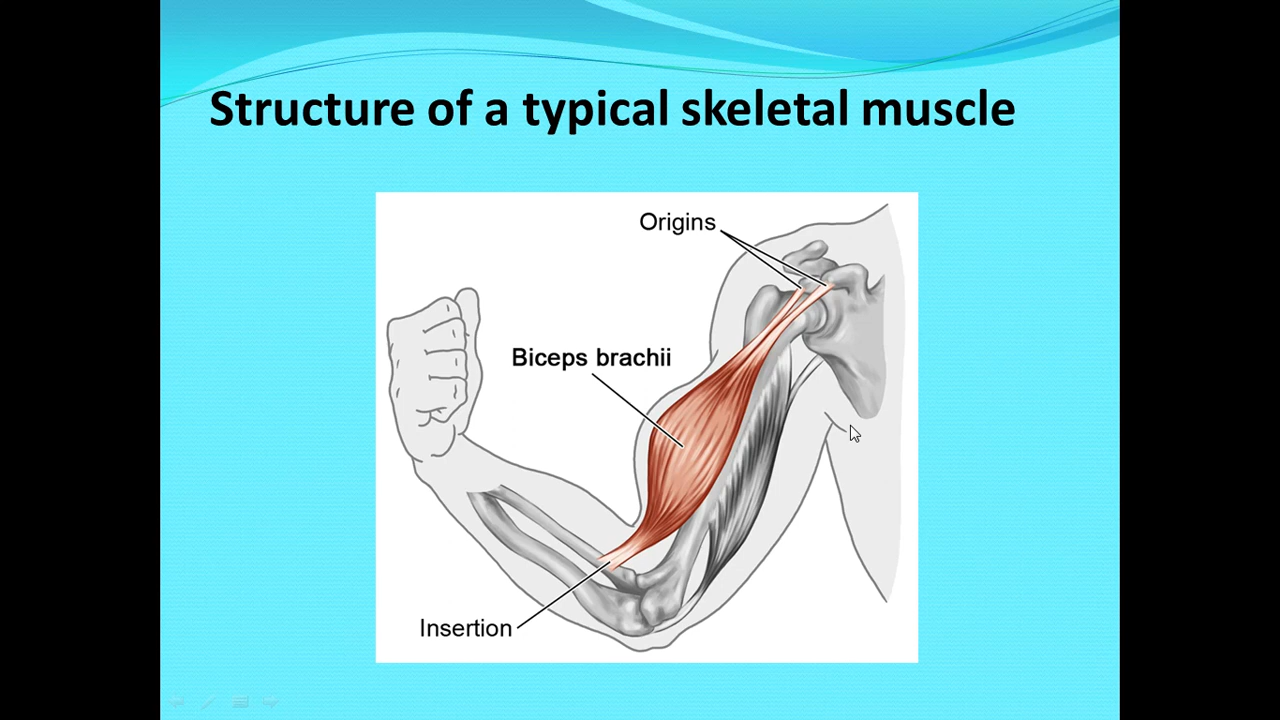 Structure of a typical skeletal muscle
Origins
Biceps brachii
Insertion